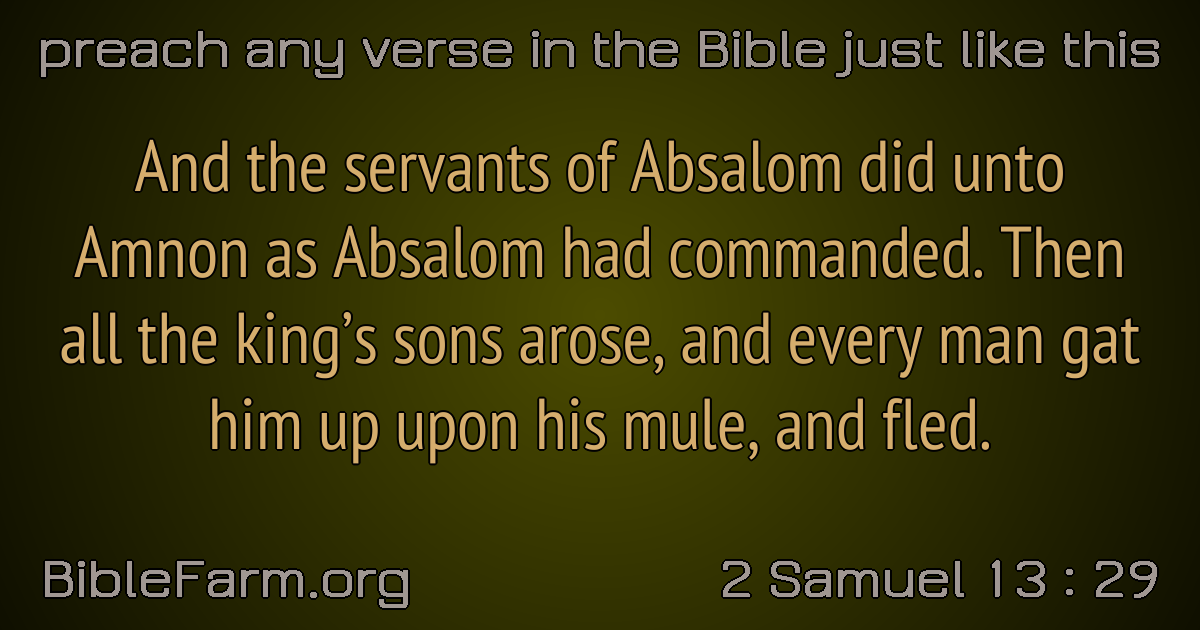 preach any verse in the Bible just like this
And the servants of Absalom did unto
Amnon as Absalom had commanded. Then
all the king’s sons arose, and every man gat
him up upon his mule, and fled.
BibleFarm.org
2 Samuel 13 : 29